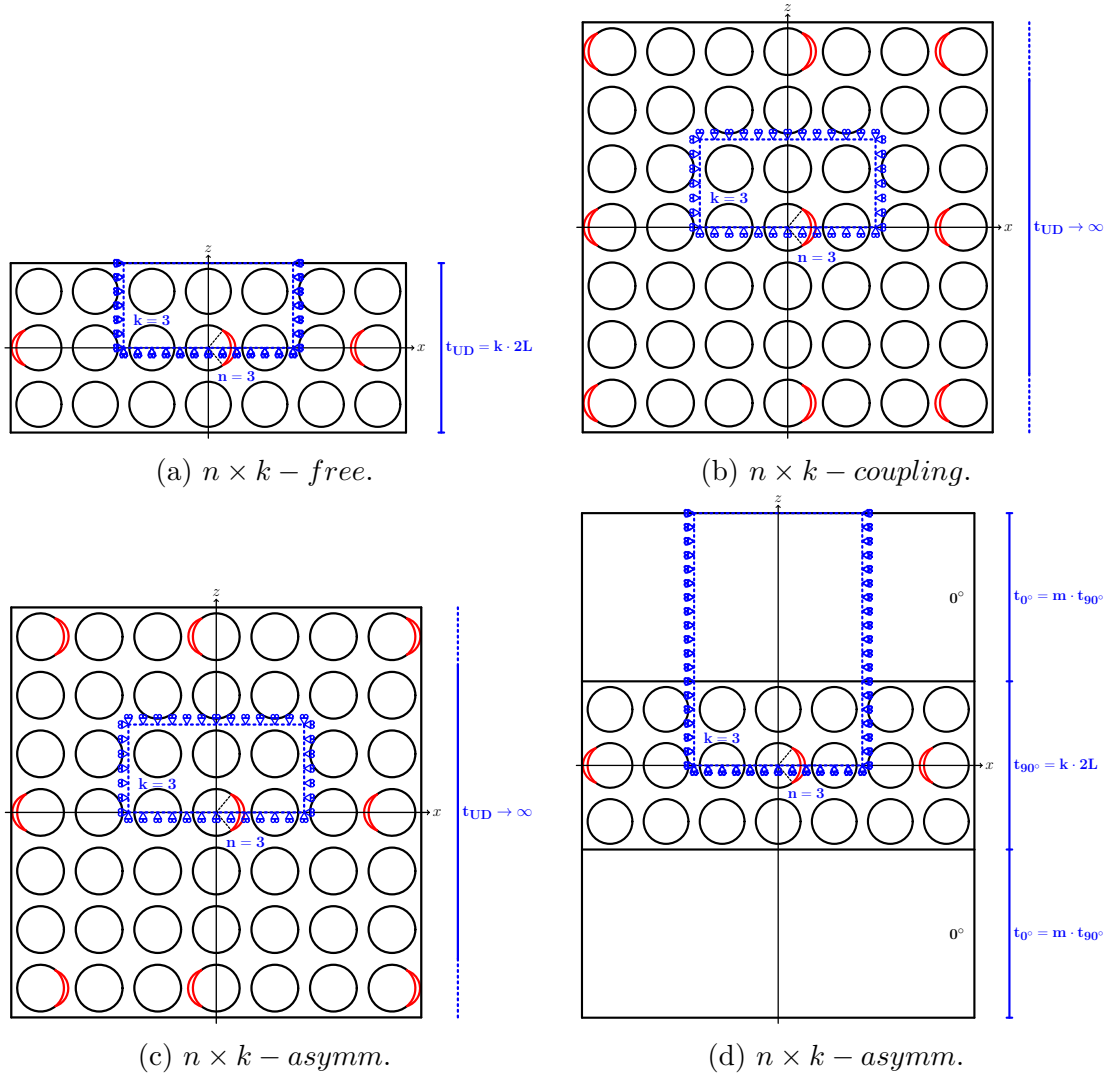 z
x
k = 3
n = 3
t_UD = k · 2L
(a) n × k − free.
z
x
k = 3
n = 3
t_UD → ∞
(b) n × k − coupling.
z
x
k = 3
n = 3
t_UD → ∞
(c) n × k − asymm.
z
0°
t_0° = m · t_90°
x
k = 3
n = 3
t_90° = k · 2L
0°
t_0° = m · t_90°
(d) n × k − asymm.